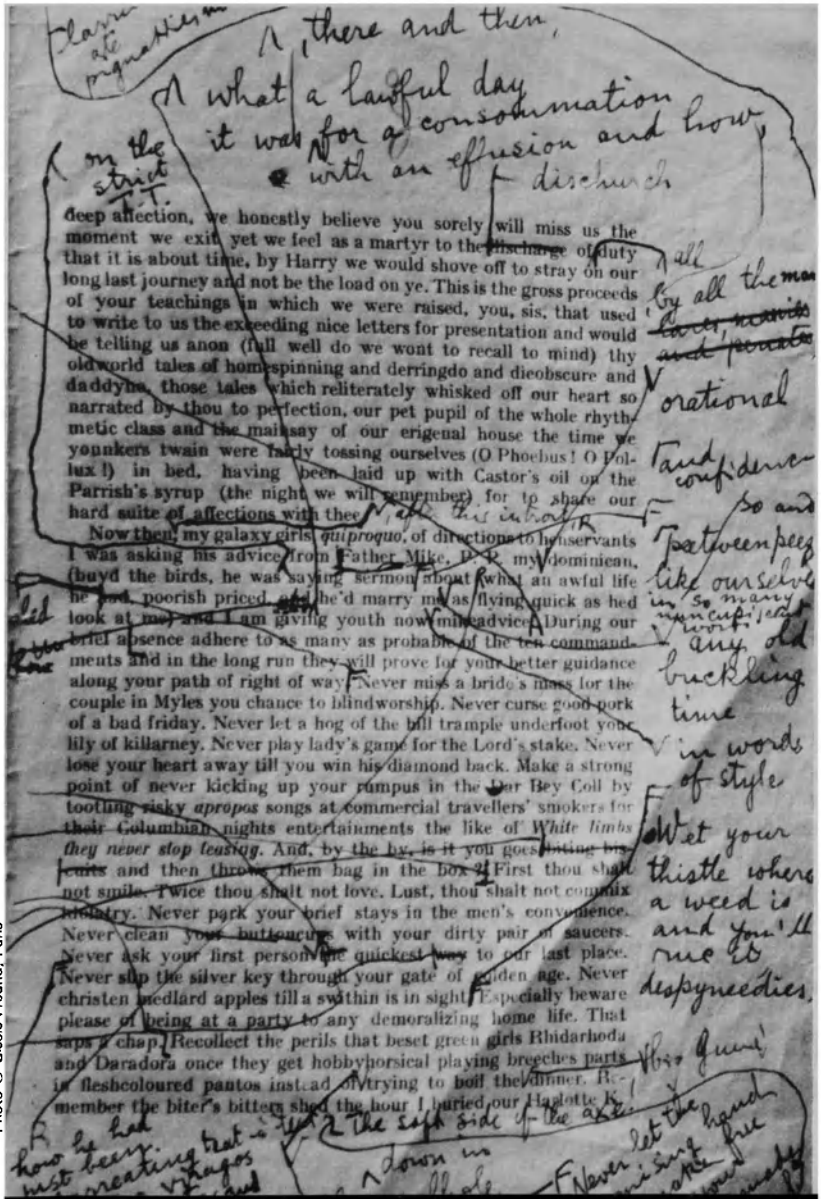 , there and then,
what a lawful day
it was for a consommation
with an effusion and how
on the
strict
T.T.
dischurch
deep affection, we honestly believe you sorely will miss us the
moment we exit yet we feel as a martyr to the discharge of duty
that it is about time, by Harry we would shove off to stray on our
long last journey and not be the load on ye. This is the gross proceeds
of your teachings in which we were raised, you, sis, that used
to write to us the exceeding nice letters for presentation and would
be telling us anon (full well do we wont to recall to mind) thy
oldworld tales of homespinning and derringdo and dieobscure and
daddyho, those tales which reliterately whisked off our heart so
narrated by thou to perfection, our pet pupil of the whole rhyth-
metic class and the mainsay of our erigenal house the time we
younkers twain were fairly tossing ourselves (O Phoebus! O Pol-
lux!) in bed, having been laid up with Castor's oil on the
Parrish's syrup (the night we will remember) for to share our
hard suite of affections with thee
, after this introit
Now then, my galaxy girls, quiproquo, of directions to henservants
I was asking his advice from Father Mike, P. P. my dominican,
(buyd the birds, he was saying sermon about what an awful life
he poorish priced, he'd marry me as flying quick as hed
look at me) and I am giving youth now misadvice. During our
brief absence adhere to as many as probable of the ten command-
ments and in the long run they will prove for your better guidance
along your path of right of way. Never miss a bride's mass for the
couple in Myles you chance to blindworship. Never curse good pork
of a bad friday. Never let a hog of the bill trample underfoot your
lily of killarney. Never play lady's game for the Lord's stake. Never
lose your heart away till you win his diamond back. Make a strong
point of never kicking up your rumpus in the Dar Bey Coll by
tootling risky apropos songs at commercial travellers' smokers for
their Columbian nights entertainments the like of White limbs
they never stop teasing. And, by the by, is it you goes biting bis-
cuits and then throws them bag in the box? First thou shalt
not smile. Twice thou shalt not love. Lust, thou shalt not commix
idolatry. Never park your brief stays in the men's convenience.
Never clean your buttoncups with your dirty pair of saucers.
Never ask your first person the quickest way to our last place.
Never slip the silver key through your gate of golden age. Never
christen medlard apples till a swithin is in sight. Especially beware
please of being at a party to any demoralizing home life. That
saps a chap. Recollect the perils that beset green girls Rhidarhoda
and Daradora once they get hobbyhorsical playing breeches parts
in fleshcoloured pantos instead of trying to boil the dinner. Re-
member the biter's bitters shed the hour I buried our Haglotte K.
all
by all the
lares, manies
and penates
orational
and
confidence
so and
like ourselves
in so many
words
any old
buckling
time
in words
of style
Wet your
thistle where
a weed is
and you'll
rue it
despyneedies.
the soft side of the axe!
how he had
just been
down in
Never let the